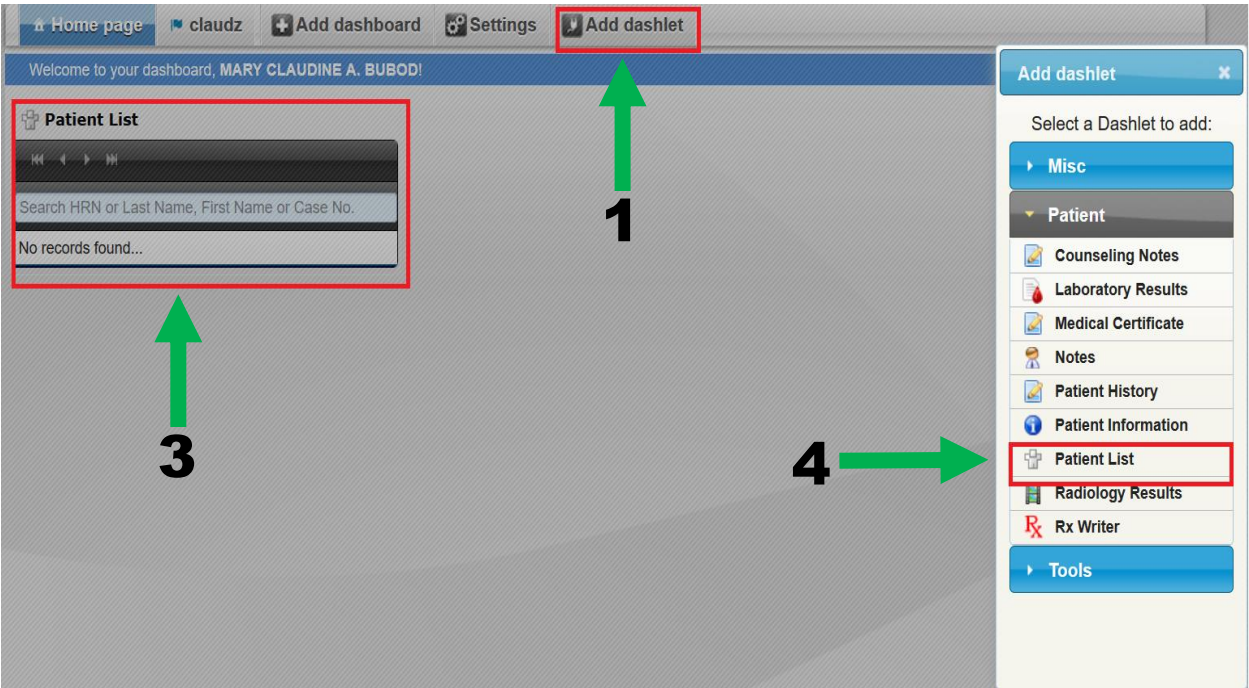 Home page claudz Add dashboard Settings Add dashlet
Welcome to your dashboard, MARY CLAUDINE A. BUBOD!
Patient List
Search HRN or Last Name, First Name or Case No.
No records found...
1
3
4
Add dashlet ×
Select a Dashlet to add:
Misc
Patient
Counseling Notes
Laboratory Results
Medical Certificate
Notes
Patient History
Patient Information
Patient List
Radiology Results
Rx Rx Writer
Tools